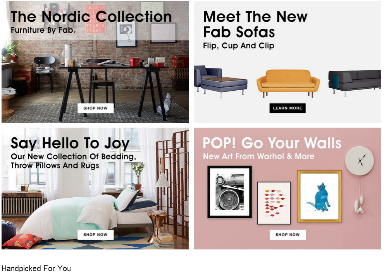 The Nordic Collection
Furniture By Fab.
SHOP NOW
Meet The New
Fab Sofas
Flip, Cup And Clip
LEARN MORE
Say Hello To Joy
Our New Collection Of Bedding,
Throw Pillows And Rugs
SHOP NOW
POP! Go Your Walls
New Art From Warhol & More
SHOP NOW
Handpicked For You